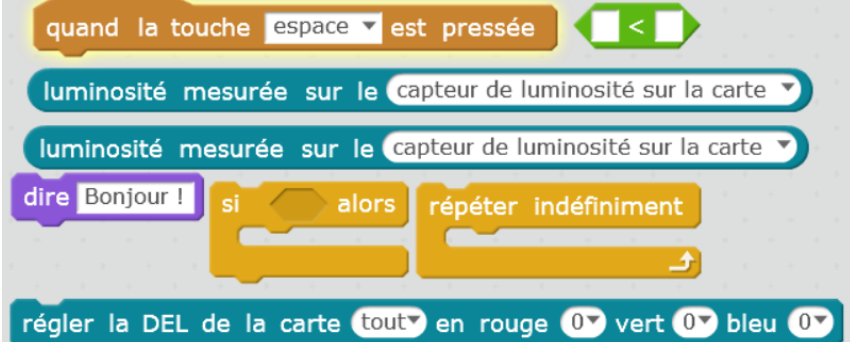 quand la touche espace est pressée <
luminosité mesurée sur le capteur de luminosité sur la carte
luminosité mesurée sur le capteur de luminosité sur la carte
dire Bonjour ! si alors répéter indéfiniment
régler la DEL de la carte tout en rouge 0 vert 0 bleu 0